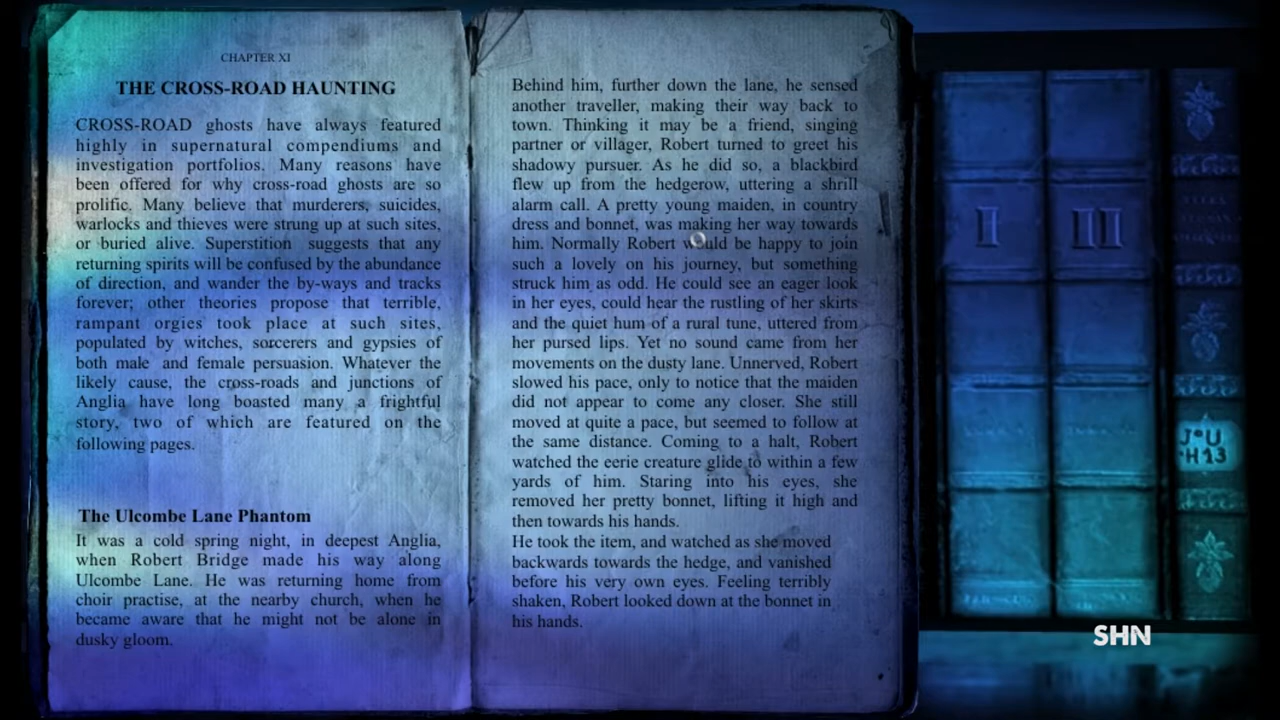 CHAPTER XI
THE CROSS-ROAD HAUNTING
CROSS-ROAD ghosts have always featured
highly in supernatural compendiums and
investigation portfolios. Many reasons have
been offered for why cross-road ghosts are so
prolific. Many believe that murderers, suicides,
warlocks and thieves were strung up at such sites,
or buried alive. Superstition suggests that any
returning spirits will be confused by the abundance
of direction, and wander the by-ways and tracks
forever; other theories propose that terrible,
rampant orgies took place at such sites,
populated by witches, sorcerers and gypsies of
both male and female persuasion. Whatever the
likely cause, the cross-roads and junctions of
Anglia have long boasted many a frightful
story, two of which are featured on the
following pages.
The Ulcombe Lane Phantom
It was a cold spring night, in deepest Anglia,
when Robert Bridge made his way along
Ulcombe Lane. He was returning home from
choir practise, at the nearby church, when he
became aware that he might not be alone in
dusky gloom.
Behind him, further down the lane, he sensed
another traveller, making their way back to
town. Thinking it may be a friend, singing
partner or villager, Robert turned to greet his
shadowy pursuer. As he did so, a blackbird
flew up from the hedgerow, uttering a shrill
alarm call. A pretty young maiden, in country
dress and bonnet, was making her way towards
him. Normally Robert would be happy to join
such a lovely on his journey, but something
struck him as odd. He could see an eager look
in her eyes, could hear the rustling of her skirts
and the quiet hum of a rural tune, uttered from
her pursed lips. Yet no sound came from her
movements on the dusty lane. Unnerved, Robert
slowed his pace, only to notice that the maiden
did not appear to come any closer. She still
moved at quite a pace, but seemed to follow at
the same distance. Coming to a halt, Robert
watched the eerie creature glide to within a few
yards of him. Staring into his eyes, she
removed her pretty bonnet, lifting it high and
then towards his hands.
He took the item, and watched as she moved
backwards towards the hedge, and vanished
before his very own eyes. Feeling terribly
shaken, Robert looked down at the bonnet in
his hands.
I
II
J•U
•H13
SHN